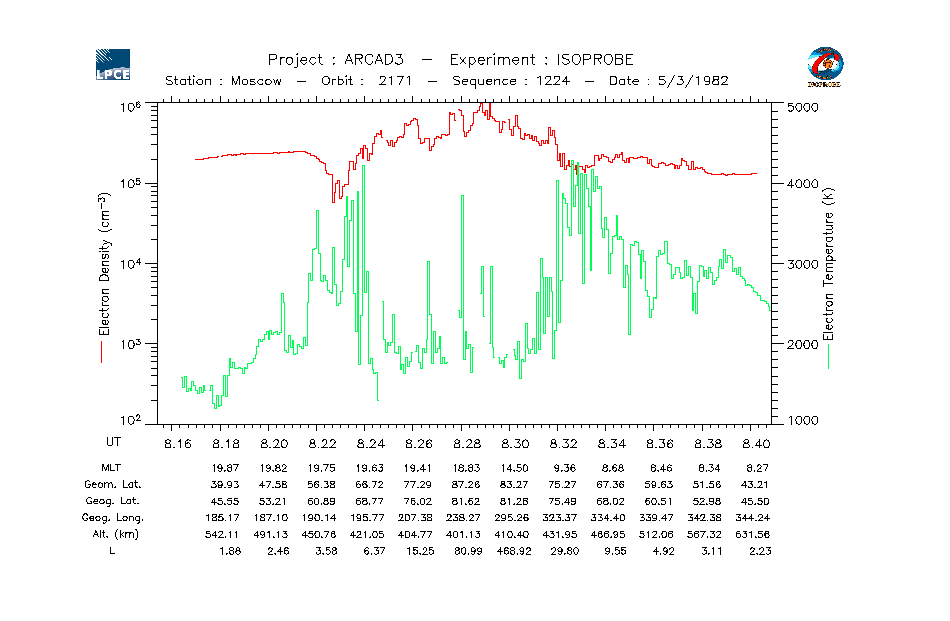 LPCE
Project : ARCAD3 — Experiment : ISOPROBE
Station : Moscow — Orbit : 2171 — Sequence : 1224 — Date : 5/3/1982
ISOPROBE
10⁶ 5000
10⁵ 4000
10⁴ 3000
10³ 2000
10² 1000
Electron Density (cm⁻³)
Electron Temperature (K)
UT 8.16 8.18 8.20 8.22 8.24 8.26 8.28 8.30 8.32 8.34 8.36 8.38 8.40
MLT 19.87 19.82 19.75 19.63 19.41 18.83 14.50 9.36 8.68 8.46 8.34 8.27
Geom. Lat. 39.93 47.58 56.38 66.72 77.29 87.26 83.27 75.27 67.36 59.63 51.56 43.21
Geog. Lat. 45.55 53.21 60.89 68.77 76.02 81.62 81.26 75.49 68.02 60.51 52.98 45.50
Geog. Long. 185.17 187.10 190.14 195.77 207.38 238.27 295.26 323.37 334.40 339.47 342.38 344.24
Alt. (km) 542.11 491.13 450.76 421.05 404.77 401.13 410.40 431.95 466.95 512.06 567.32 631.56
L 1.88 2.46 3.58 6.37 15.25 80.99 468.92 29.80 9.55 4.92 3.11 2.23